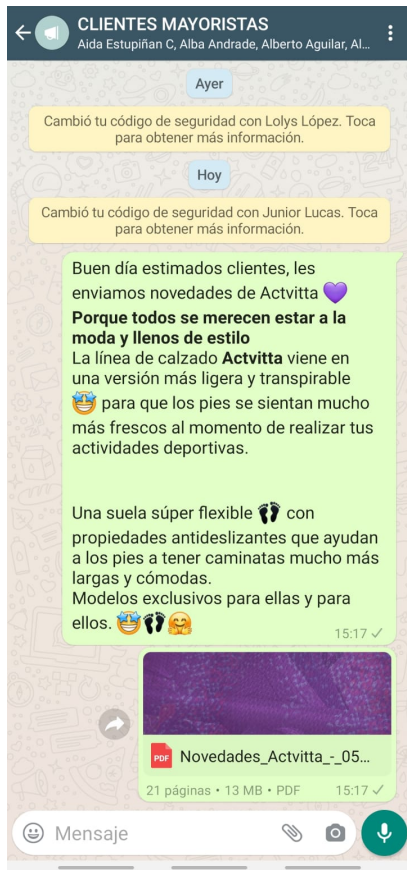 CLIENTES MAYORISTAS
Aida Estupiñan C, Alba Andrade, Alberto Aguilar, Al...
Ayer
Cambió tu código de seguridad con Lolys López. Toca
para obtener más información.
Hoy
Cambió tu código de seguridad con Junior Lucas. Toca
para obtener más información.
Buen día estimados clientes, les
enviamos novedades de Actvitta 💜
Porque todos se merecen estar a la
moda y llenos de estilo
La línea de calzado Actvitta viene en
una versión más ligera y transpirable
🤩 para que los pies se sientan mucho
más frescos al momento de realizar tus
actividades deportivas.
Una suela súper flexible 👣 con
propiedades antideslizantes que ayudan
a los pies a tener caminatas mucho más
largas y cómodas.
Modelos exclusivos para ellas y para
ellos. 🤩👣🤗
15:17
PDF Novedades_Actvitta_-_05...
21 páginas • 13 MB • PDF 15:17
Mensaje